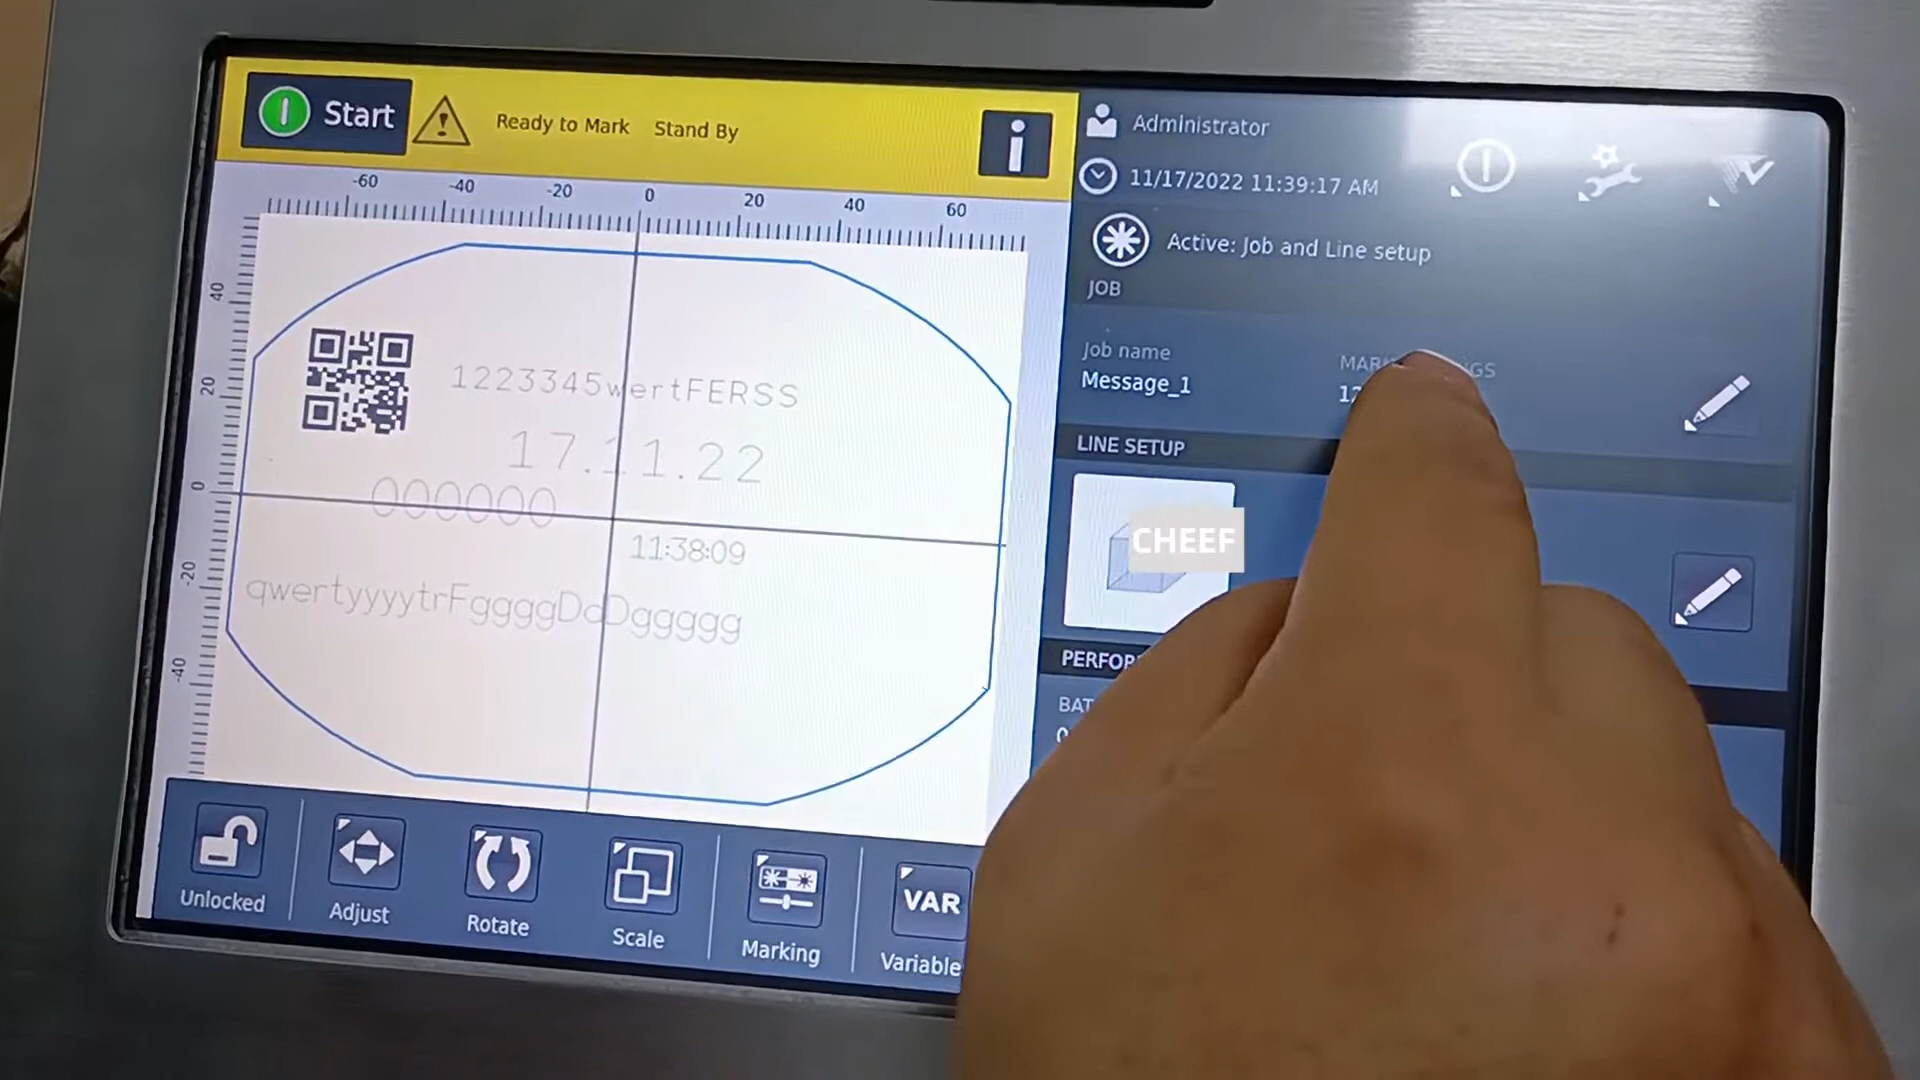 Start
Ready to Mark Stand By
Administrator
11/17/2022 11:39:17 AM
Active: Job and Line setup
JOB
Job name
Message_1
LINE SETUP
CHEEF
-60 -40 -20 0 20 40 60
40
20
0
-20
-40
1223345wertFERSS
17.11.22
000000
11:38:09
qwertyyyytrFggggDdDggggg
Unlocked
Adjust
Rotate
Scale
Marking
VAR
Variable